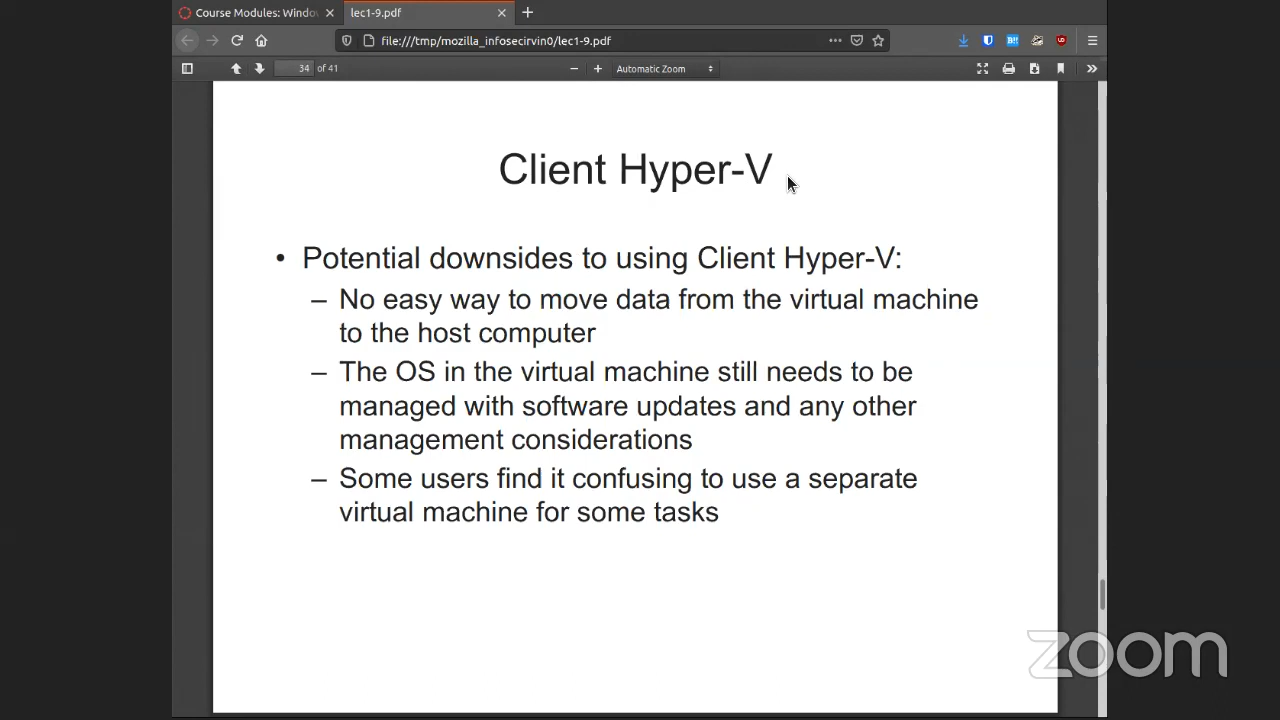 Course Modules: Windo
lec1-9.pdf
file:///tmp/mozilla_infosecirvin0/lec1-9.pdf
34 of 41
Automatic Zoom
Client Hyper-V
• Potential downsides to using Client Hyper-V:
– No easy way to move data from the virtual machine
to the host computer
– The OS in the virtual machine still needs to be
managed with software updates and any other
management considerations
– Some users find it confusing to use a separate
virtual machine for some tasks
zoom